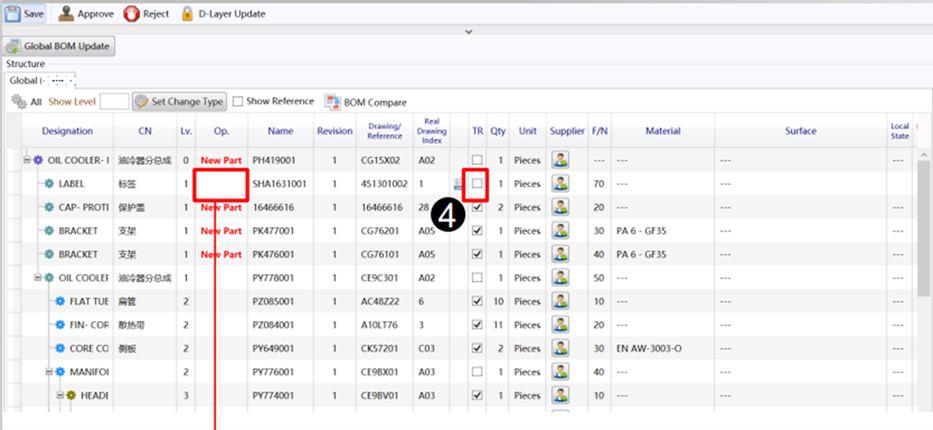 Save Approve Reject D-Layer Update
Global BOM Update
Structure
Global (
All Show Level Set Change Type Show Reference BOM Compare
Designation CN Lv. Op. Name Revision Drawing/ Reference Real Drawing Index TR Qty Unit Supplier F/N Material Surface Local State
OIL COOLER- 油冷器分总成 0 New Part PH419001 1 CG15X02 A02 1 Pieces --- --- ---
LABEL 标签 1 SHA1631001 1 451301002 1 1 Pieces 70 --- ---
CAP- PROTI 保护盖 1 New Part 16466616 1 16466616 28 2 Pieces 20 --- ---
4
BRACKET 支架 1 New Part PK477001 1 CG76201 A05 1 Pieces 30 PA 6 - GF35 ---
BRACKET 支架 1 New Part PK476001 1 CG76101 A05 1 Pieces 40 PA 6 - GF35 ---
OIL COOLER 油冷器分总成 1 PY778001 1 CE9C301 A02 1 Pieces 50 --- ---
FLAT TUE 扁管 2 PZ085001 1 AC48Z22 6 10 Pieces 10 --- ---
FIN- COR 散热带 2 PZ084001 1 A10LT76 3 11 Pieces 20 --- ---
CORE CO 侧板 2 PY649001 1 CK57201 C03 2 Pieces 30 EN AW-3003-O ---
MANIFOI 2 PY776001 1 CE9BX01 A03 1 Pieces 40 --- ---
HEADE 3 PY774001 1 CE9BV01 A03 1 Pieces 10 --- ---